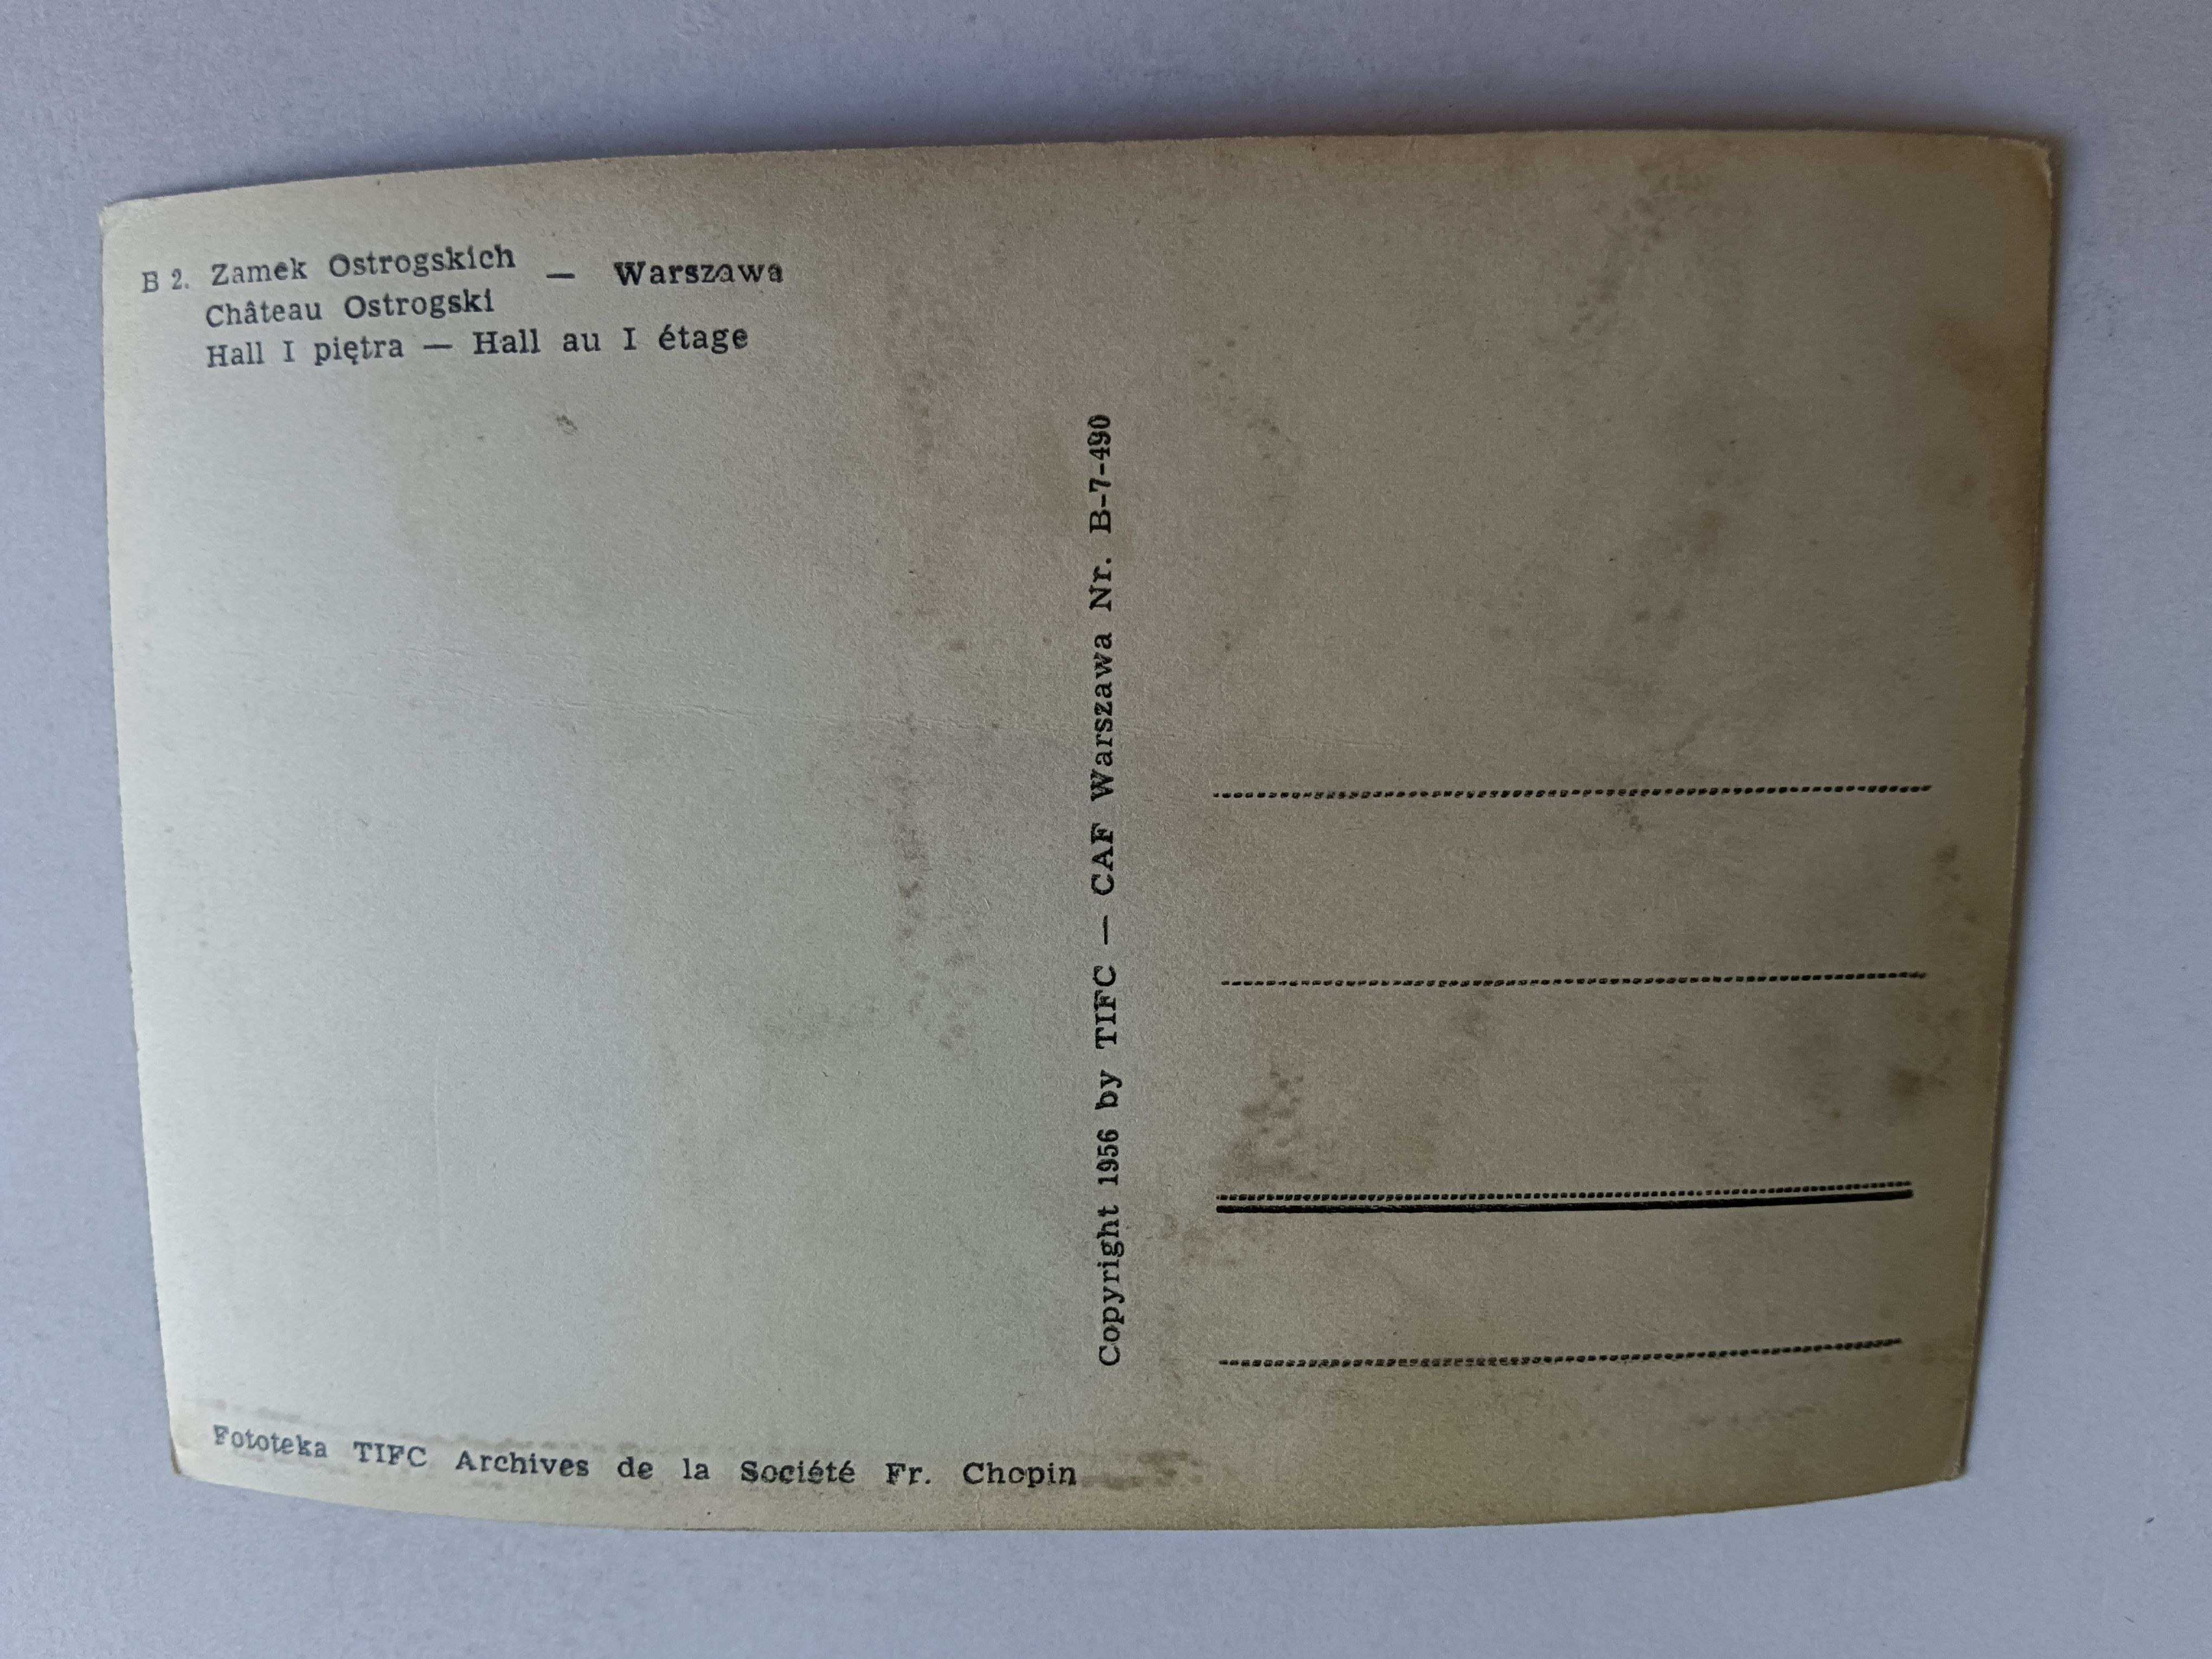 B 2. Zamek Ostrogskich — Warszawa
Château Ostrogski
Hall I piętra — Hall au I étage
Copyright 1956 by TIFC — CAF Warszawa Nr. B-7-490
Fototeka TIFC Archives de la Société Fr. Chopin